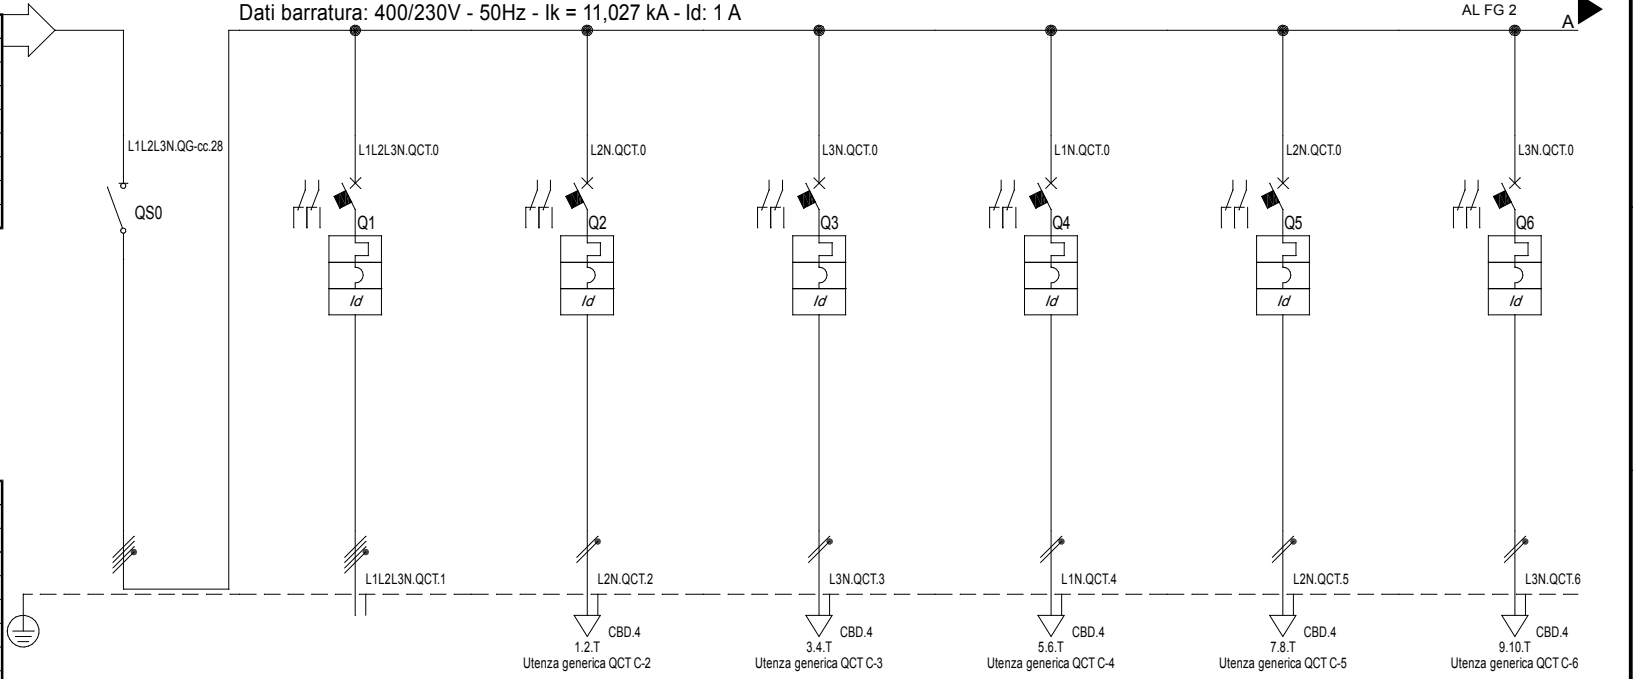 Dati barratura: 400/230V - 50Hz - Ik = 11,027 kA - Id: 1 A
AL FG 2
A
L1L2L3N.QG-cc.28
L1L2L3N.QCT.0
L2N.QCT.0
L3N.QCT.0
L1N.QCT.0
L2N.QCT.0
L3N.QCT.0
QS0
Q1
Q2
Q3
Q4
Q5
Q6
Id
Id
Id
Id
Id
Id
L1L2L3N.QCT.1
L2N.QCT.2
L3N.QCT.3
L1N.QCT.4
L2N.QCT.5
L3N.QCT.6
CBD.4
CBD.4
CBD.4
CBD.4
CBD.4
1.2.T
3.4.T
5.6.T
7.8.T
9.10.T
Utenza generica QCT C-2
Utenza generica QCT C-3
Utenza generica QCT C-4
Utenza generica QCT C-5
Utenza generica QCT C-6